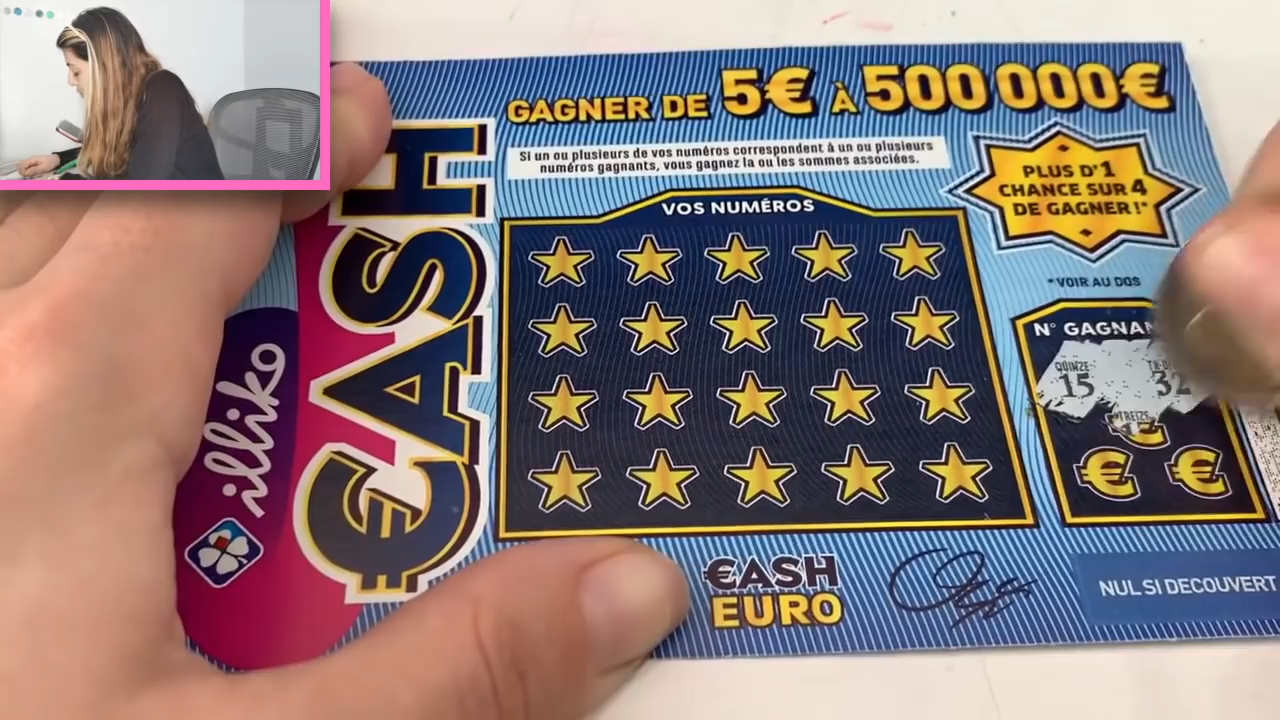 GAGNER DE 5€ À 500 000€
Si un ou plusieurs de vos numéros correspondent à un ou plusieurs
numéros gagnants, vous gagnez la ou les sommes associées.
PLUS D'1
CHANCE SUR 4
DE GAGNER !*
*VOIR AU DOS
VOS NUMÉROS
N° GAGNAN
QUINZE
15 32
TREIZE
€ €
illiko
€ASH
€ASH
EURO
NUL SI DECOUVERT